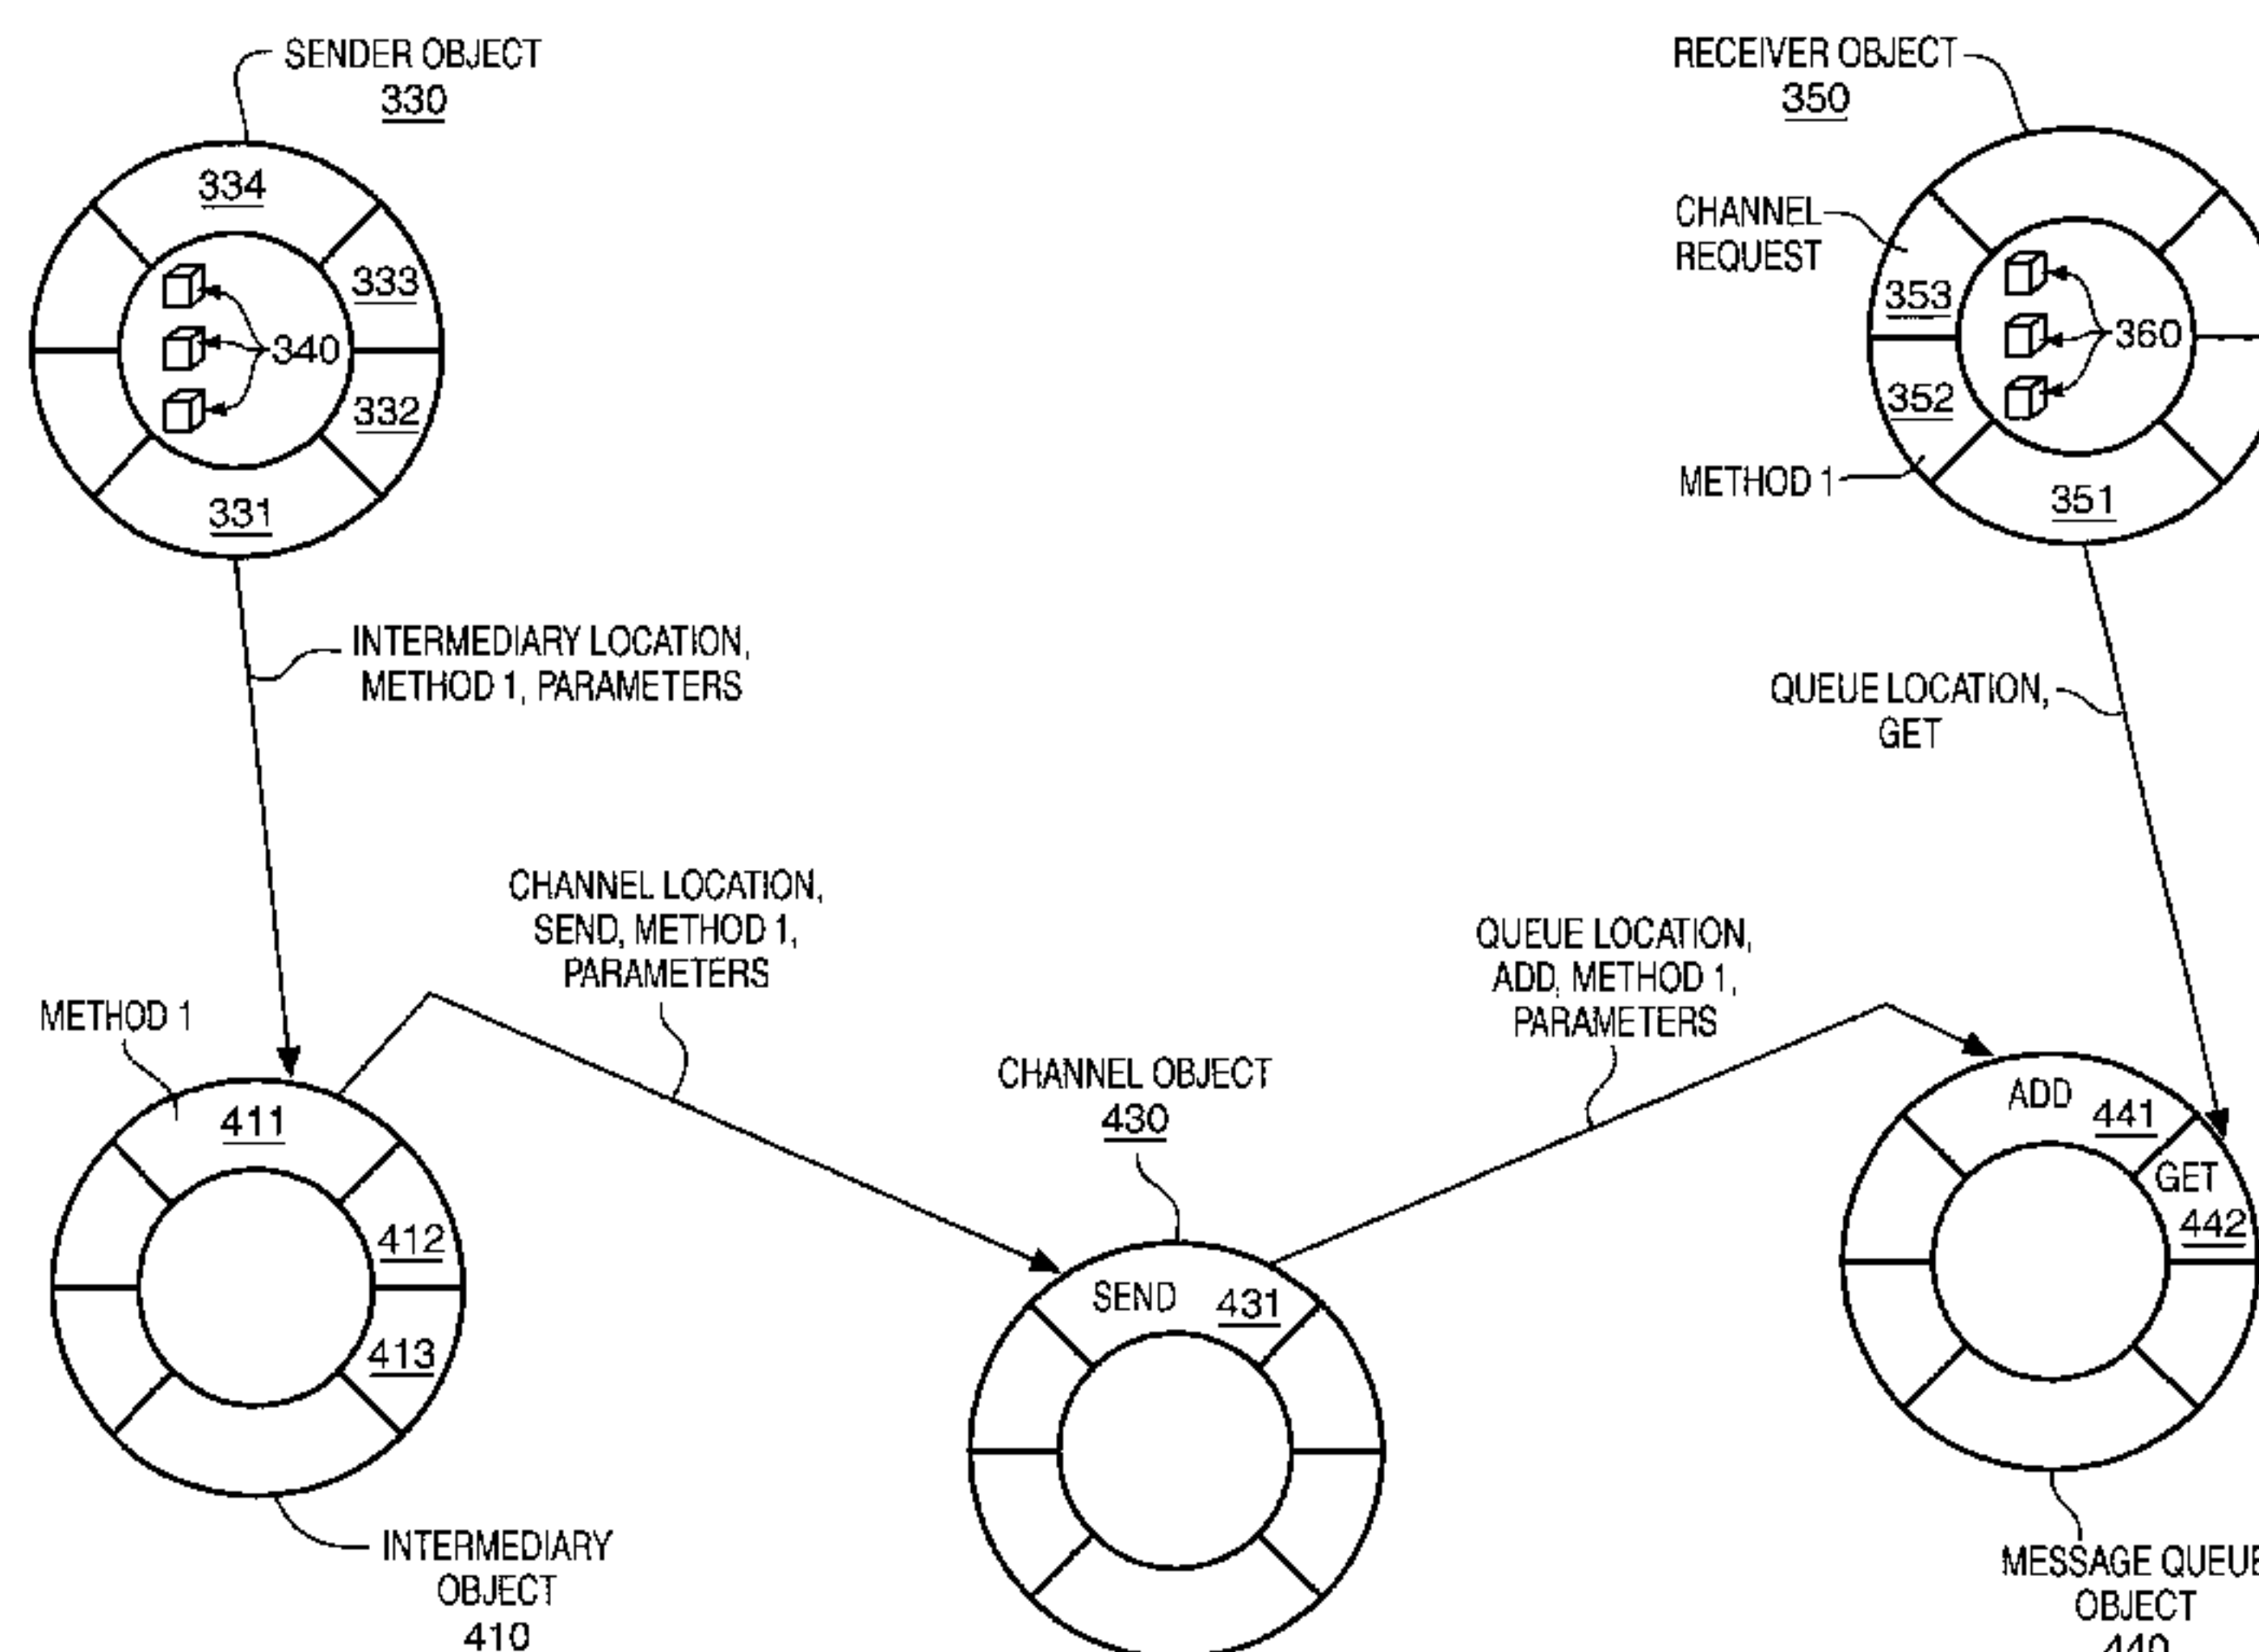 SENDER OBJECT
330
334
333
340
332
331
RECEIVER OBJECT
350
CHANNEL
REQUEST
353
360
352
METHOD 1
351
INTERMEDIARY LOCATION,
METHOD 1, PARAMETERS
QUEUE LOCATION,
GET
CHANNEL LOCATION,
SEND, METHOD 1,
PARAMETERS
QUEUE LOCATION,
ADD, METHOD 1,
PARAMETERS
METHOD 1
411
412
413
INTERMEDIARY
OBJECT
410
CHANNEL OBJECT
430
SEND 431
ADD 441
GET
442
MESSAGE QUEUE
OBJECT
440